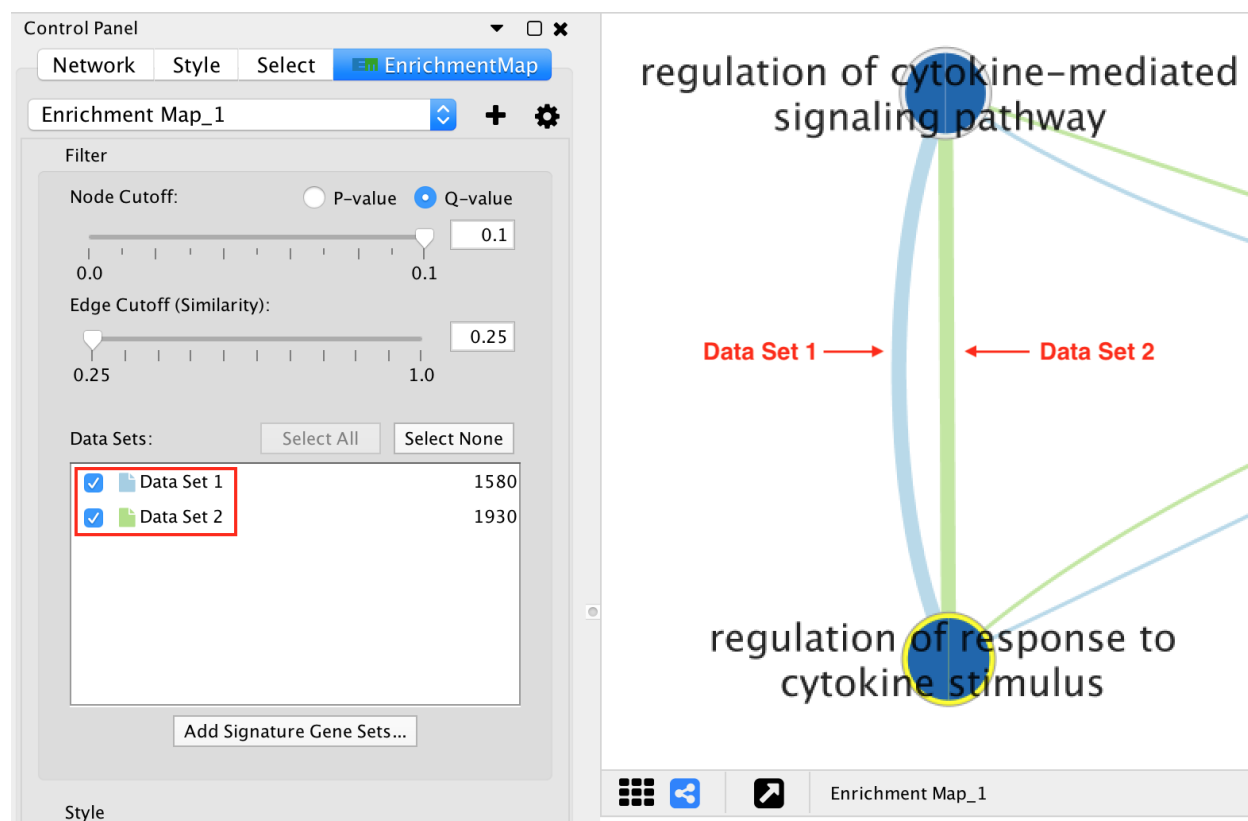 Control Panel
Network Style Select EM EnrichmentMap
Enrichment Map_1
Filter
Node Cutoff: P-value Q-value
0.1
0.0 0.1
Edge Cutoff (Similarity):
0.25
0.25 1.0
Data Sets: Select All Select None
Data Set 1 1580
Data Set 2 1930
Add Signature Gene Sets...
Style
regulation of cytokine-mediated
signaling pathway
Data Set 1 Data Set 2
regulation of response to
cytokine stimulus
Enrichment Map_1